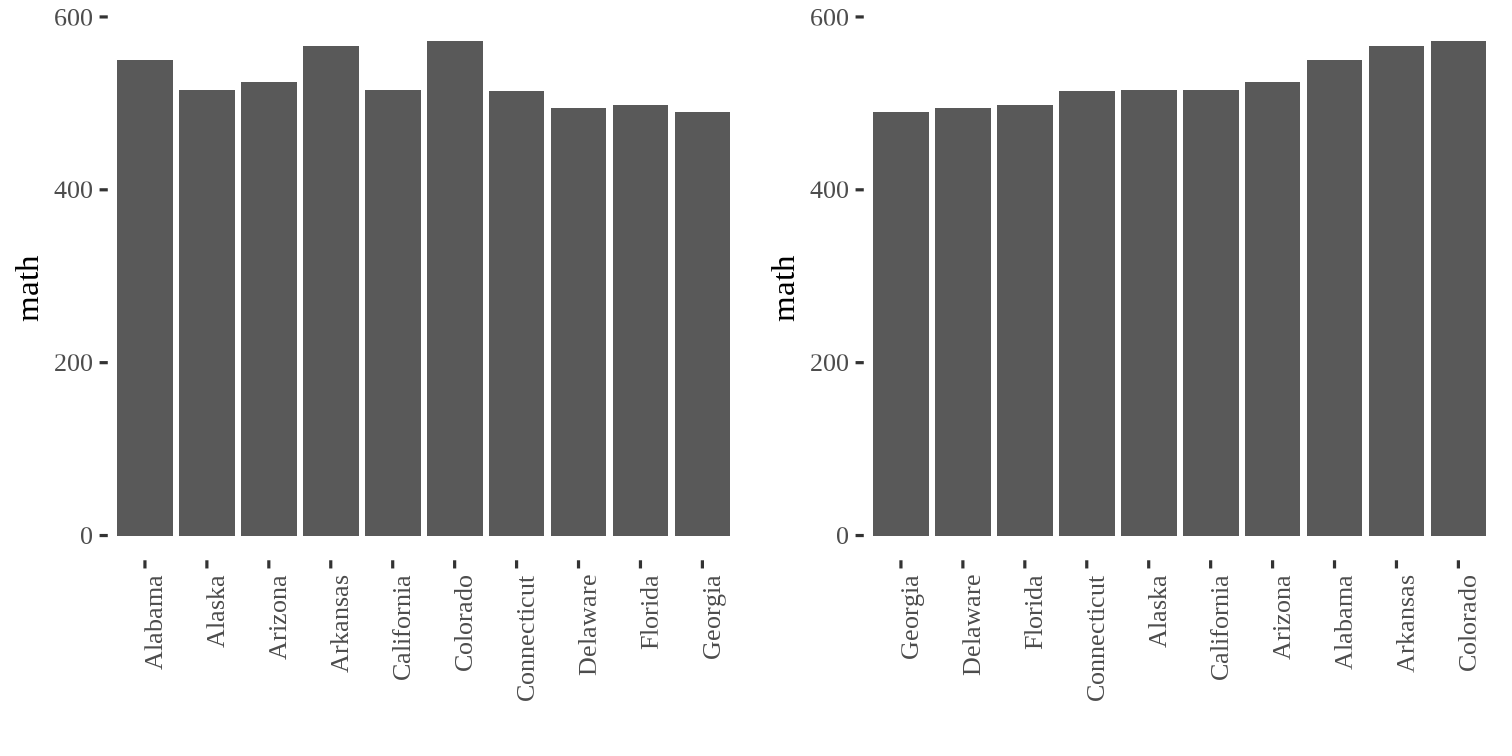 600
400
200
0
math
Alabama
Alaska
Arizona
Arkansas
California
Colorado
Connecticut
Delaware
Florida
Georgia
600
400
200
0
math
Georgia
Delaware
Florida
Connecticut
Alaska
California
Arizona
Alabama
Arkansas
Colorado